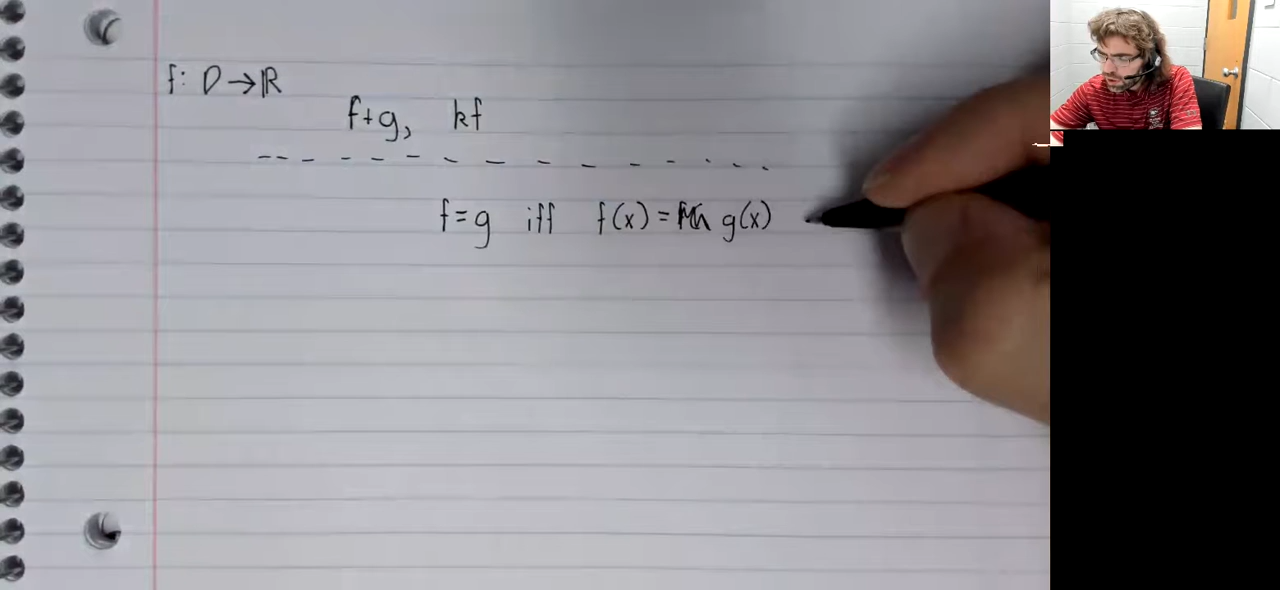 f: D→ℝ
f+g, kf
f=g iff f(x)= g(x)